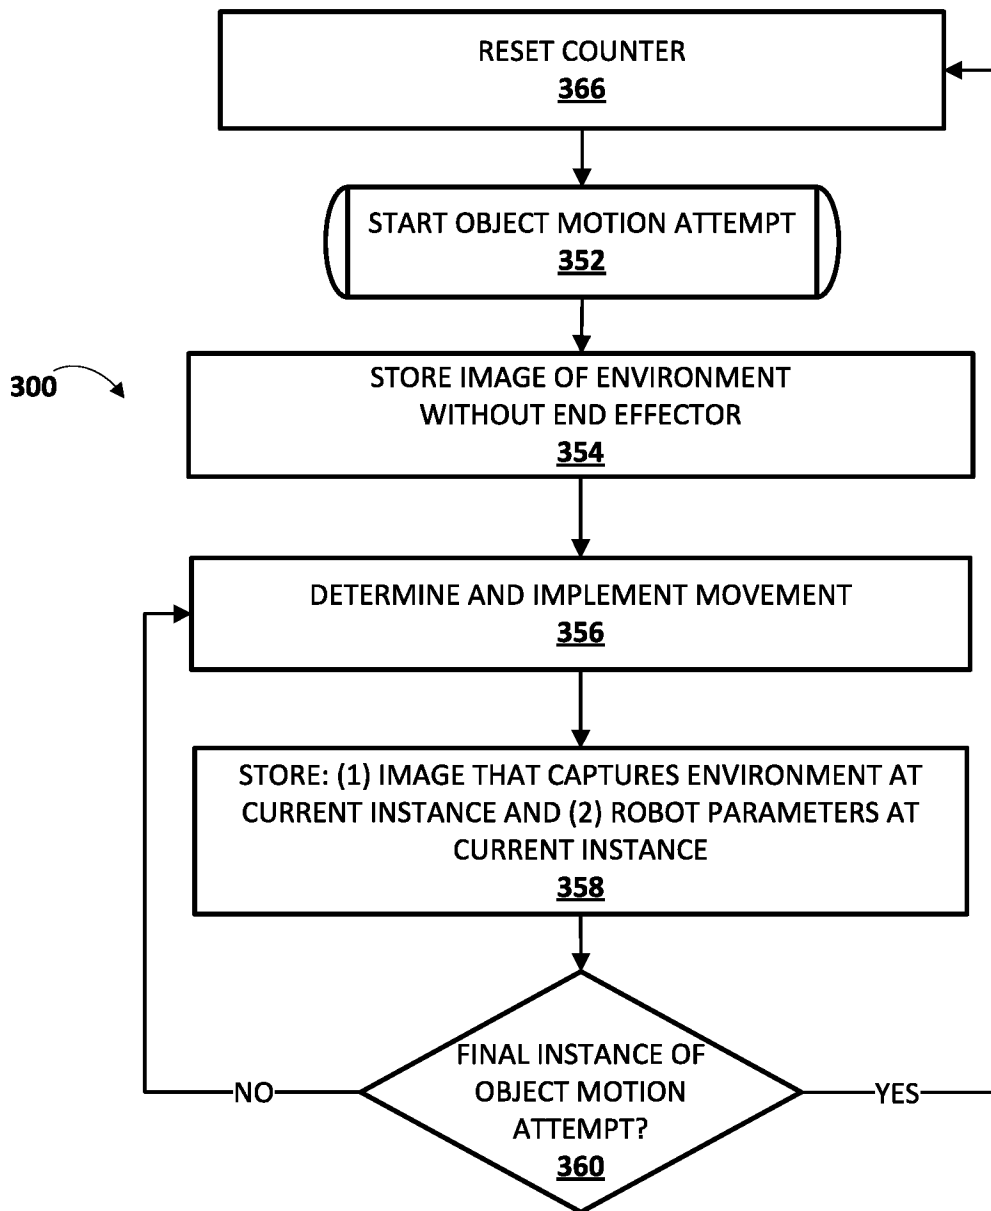 RESET COUNTER
366
START OBJECT MOTION ATTEMPT
352
300
STORE IMAGE OF ENVIRONMENT
WITHOUT END EFFECTOR
354
DETERMINE AND IMPLEMENT MOVEMENT
356
STORE: (1) IMAGE THAT CAPTURES ENVIRONMENT AT
CURRENT INSTANCE AND (2) ROBOT PARAMETERS AT
CURRENT INSTANCE
358
FINAL INSTANCE OF
OBJECT MOTION
ATTEMPT?
360
NO
YES